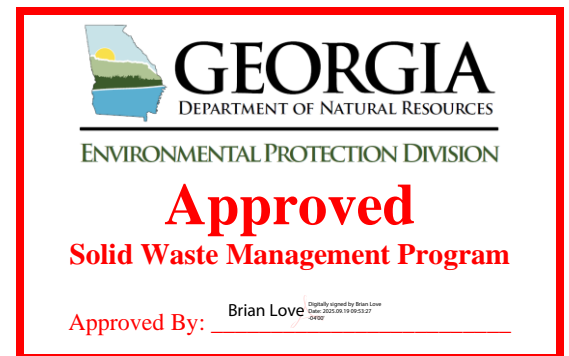 GEORGIA
DEPARTMENT OF NATURAL RESOURCES
ENVIRONMENTAL PROTECTION DIVISION
Approved
Solid Waste Management Program
Approved By: Brian Love
Digitally signed by Brian Love
Date: 2025.09.19 09:53:27
-04'00'